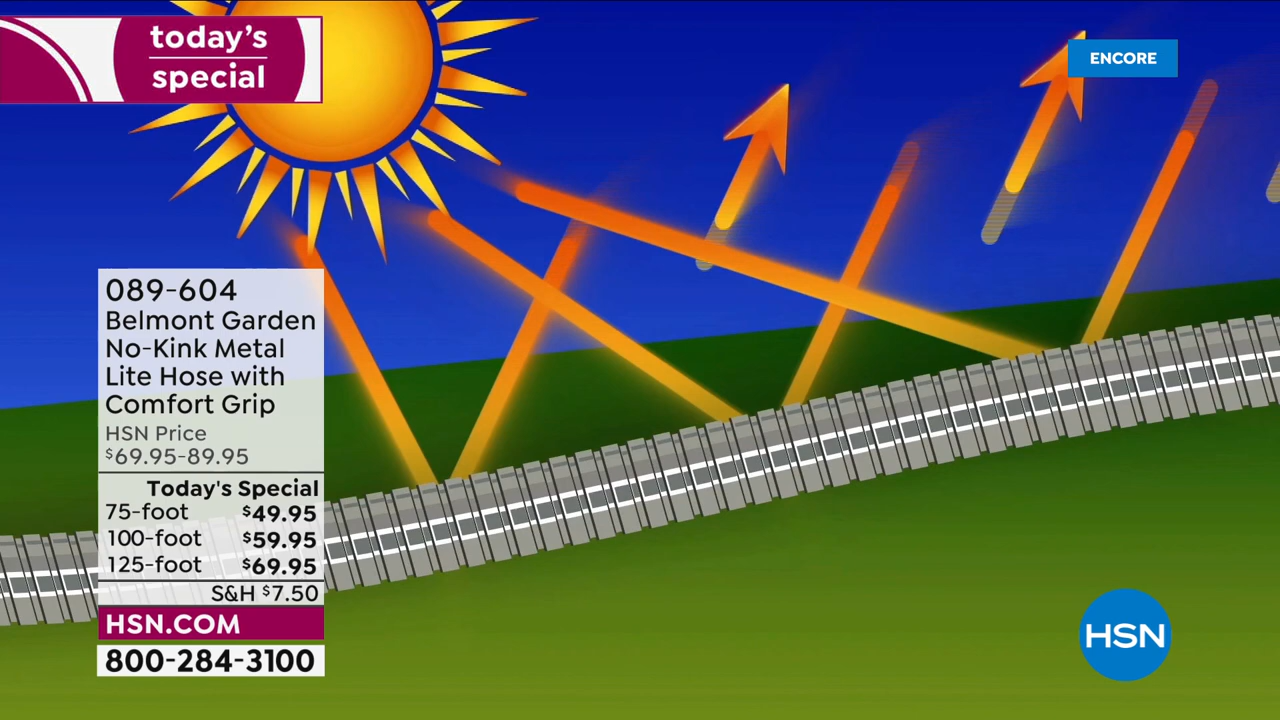 today's
special
ENCORE
089-604
Belmont Garden
No-Kink Metal
Lite Hose with
Comfort Grip
HSN Price
$69.95-89.95
Today's Special
75-foot $49.95
100-foot $59.95
125-foot $69.95
S&H $7.50
HSN.COM
800-284-3100
HSN